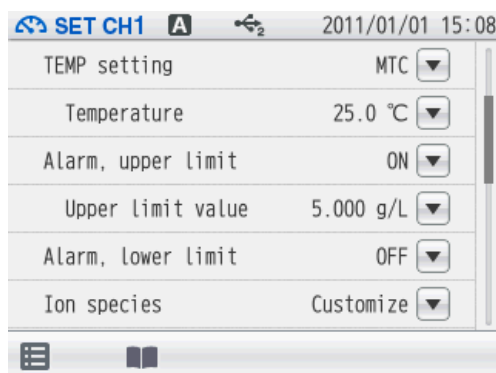 SET CH1 A 2 2011/01/01 15:08
TEMP setting MTC
Temperature 25.0 ℃
Alarm, upper limit ON
Upper limit value 5.000 g/L
Alarm, lower limit OFF
Ion species Customize